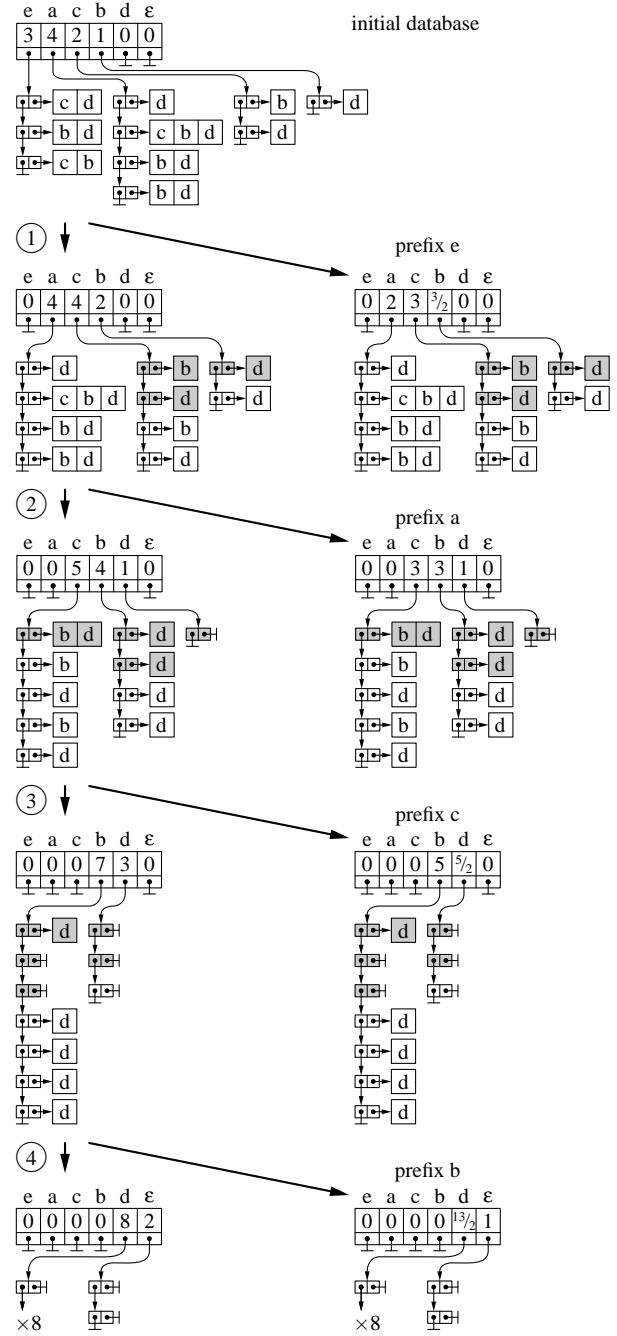 e a c b d ε
initial database
3 4 2 1 0 0
c d d b d
b d c b d d
c b b d
b d
1
prefix e
e a c b d ε e a c b d ε
0 4 4 2 0 0 0 2 3 3/2 0 0
d b d d b d
c b d d d c b d d d
b d b b d b
b d d b d d
2
prefix a
e a c b d ε e a c b d ε
0 0 5 4 1 0 0 0 3 3 1 0
b d d b d d
b d b d
d d d d
b d b d
d d
3
prefix c
e a c b d ε e a c b d ε
0 0 0 7 3 0 0 0 0 5 5/2 0
d d
d d
d d
d d
d d
4
prefix b
e a c b d ε e a c b d ε
0 0 0 0 8 2 0 0 0 0 13/2 1
×8 ×8